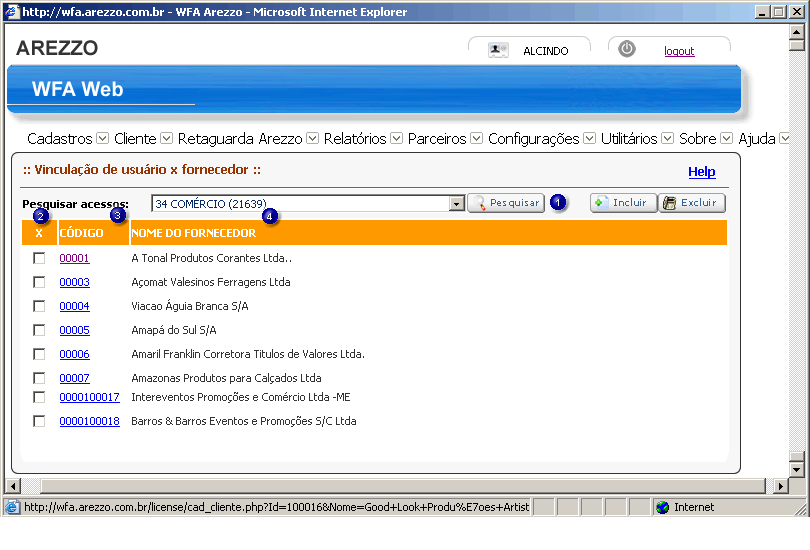 http://wfa.arezzo.com.br - WFA Arezzo - Microsoft Internet Explorer
AREZZO
ALCINDO
logout
WFA Web
Cadastros Cliente Retaguarda Arezzo Relatórios Parceiros Configurações Utilitários Sobre Ajuda
:: Vinculação de usuário x fornecedor ::
Help
Pesquisar acessos: 34 COMÉRCIO (21639) Pesquisar 1 Incluir Excluir
2 3 4
X CÓDIGO NOME DO FORNECEDOR
00001 A Tonal Produtos Corantes Ltda..
00003 Açomat Valesinos Ferragens Ltda
00004 Viacao Águia Branca S/A
00005 Amapá do Sul S/A
00006 Amaril Franklin Corretora Titulos de Valores Ltda.
00007 Amazonas Produtos para Calçados Ltda
0000100017 Intereventos Promoções e Comércio Ltda -ME
0000100018 Barros & Barros Eventos e Promoções S/C Ltda
http://wfa.arezzo.com.br/license/cad_cliente.php?Id=100016&Nome=Good+Look+Produ%E7oes+Artist
Internet